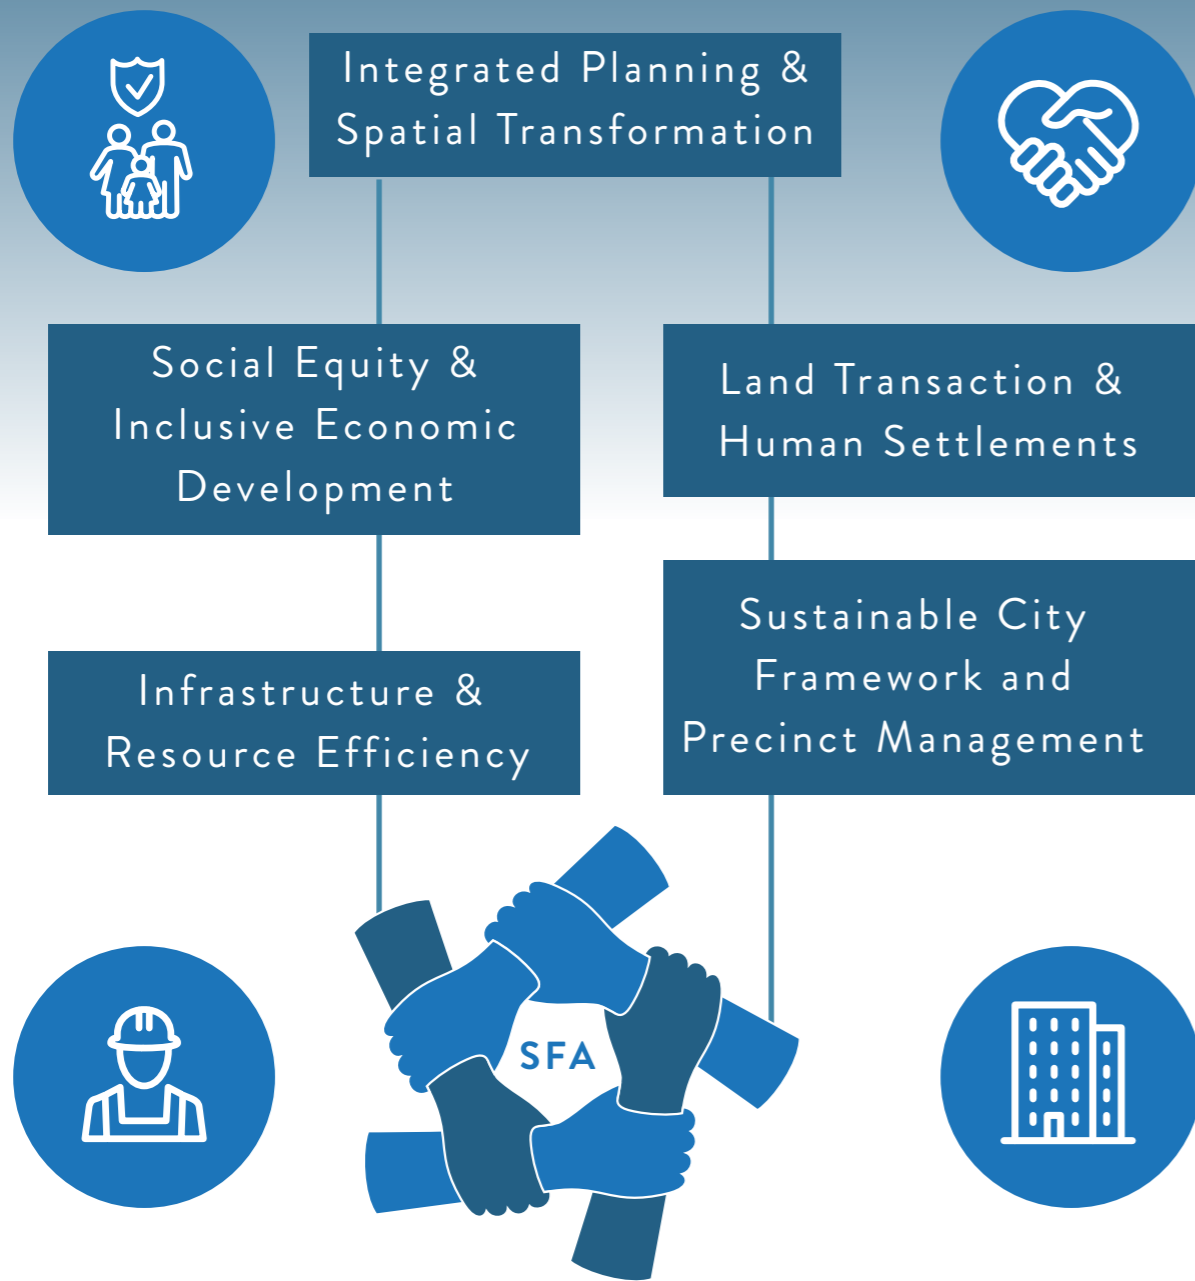 Integrated Planning &
Spatial Transformation
Social Equity &
Inclusive Economic
Development
Land Transaction &
Human Settlements
Infrastructure &
Resource Efficiency
Sustainable City
Framework and
Precinct Management
SFA